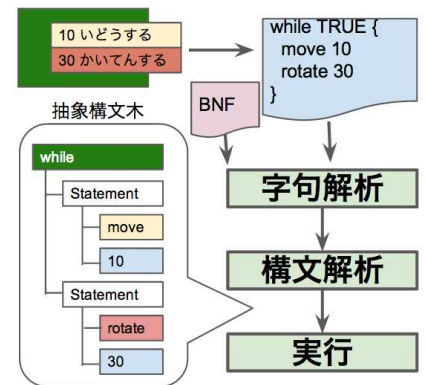 10 いどうする
30 かいてんする
while TRUE {
move 10
rotate 30
}
BNF
抽象構文木
while
Statement
move
10
Statement
rotate
30
字句解析
構文解析
実行